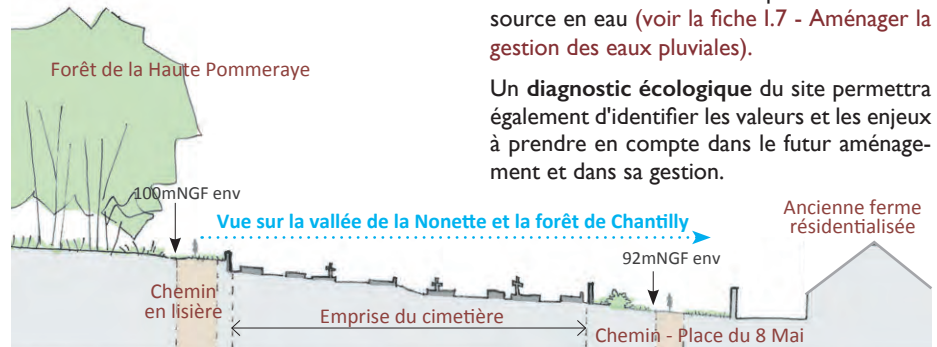 source en eau (voir la fiche I.7 - Aménager la
gestion des eaux pluviales).
Un diagnostic écologique du site permettra
également d'identifier les valeurs et les enjeux
à prendre en compte dans le futur aménage-
ment et dans sa gestion.
Forêt de la Haute Pommeraye
100mNGF env
Vue sur la vallée de la Nonette et la forêt de Chantilly
92mNGF env
Ancienne ferme
résidentialisée
Chemin
en lisière
Emprise du cimetière
Chemin - Place du 8 Mai